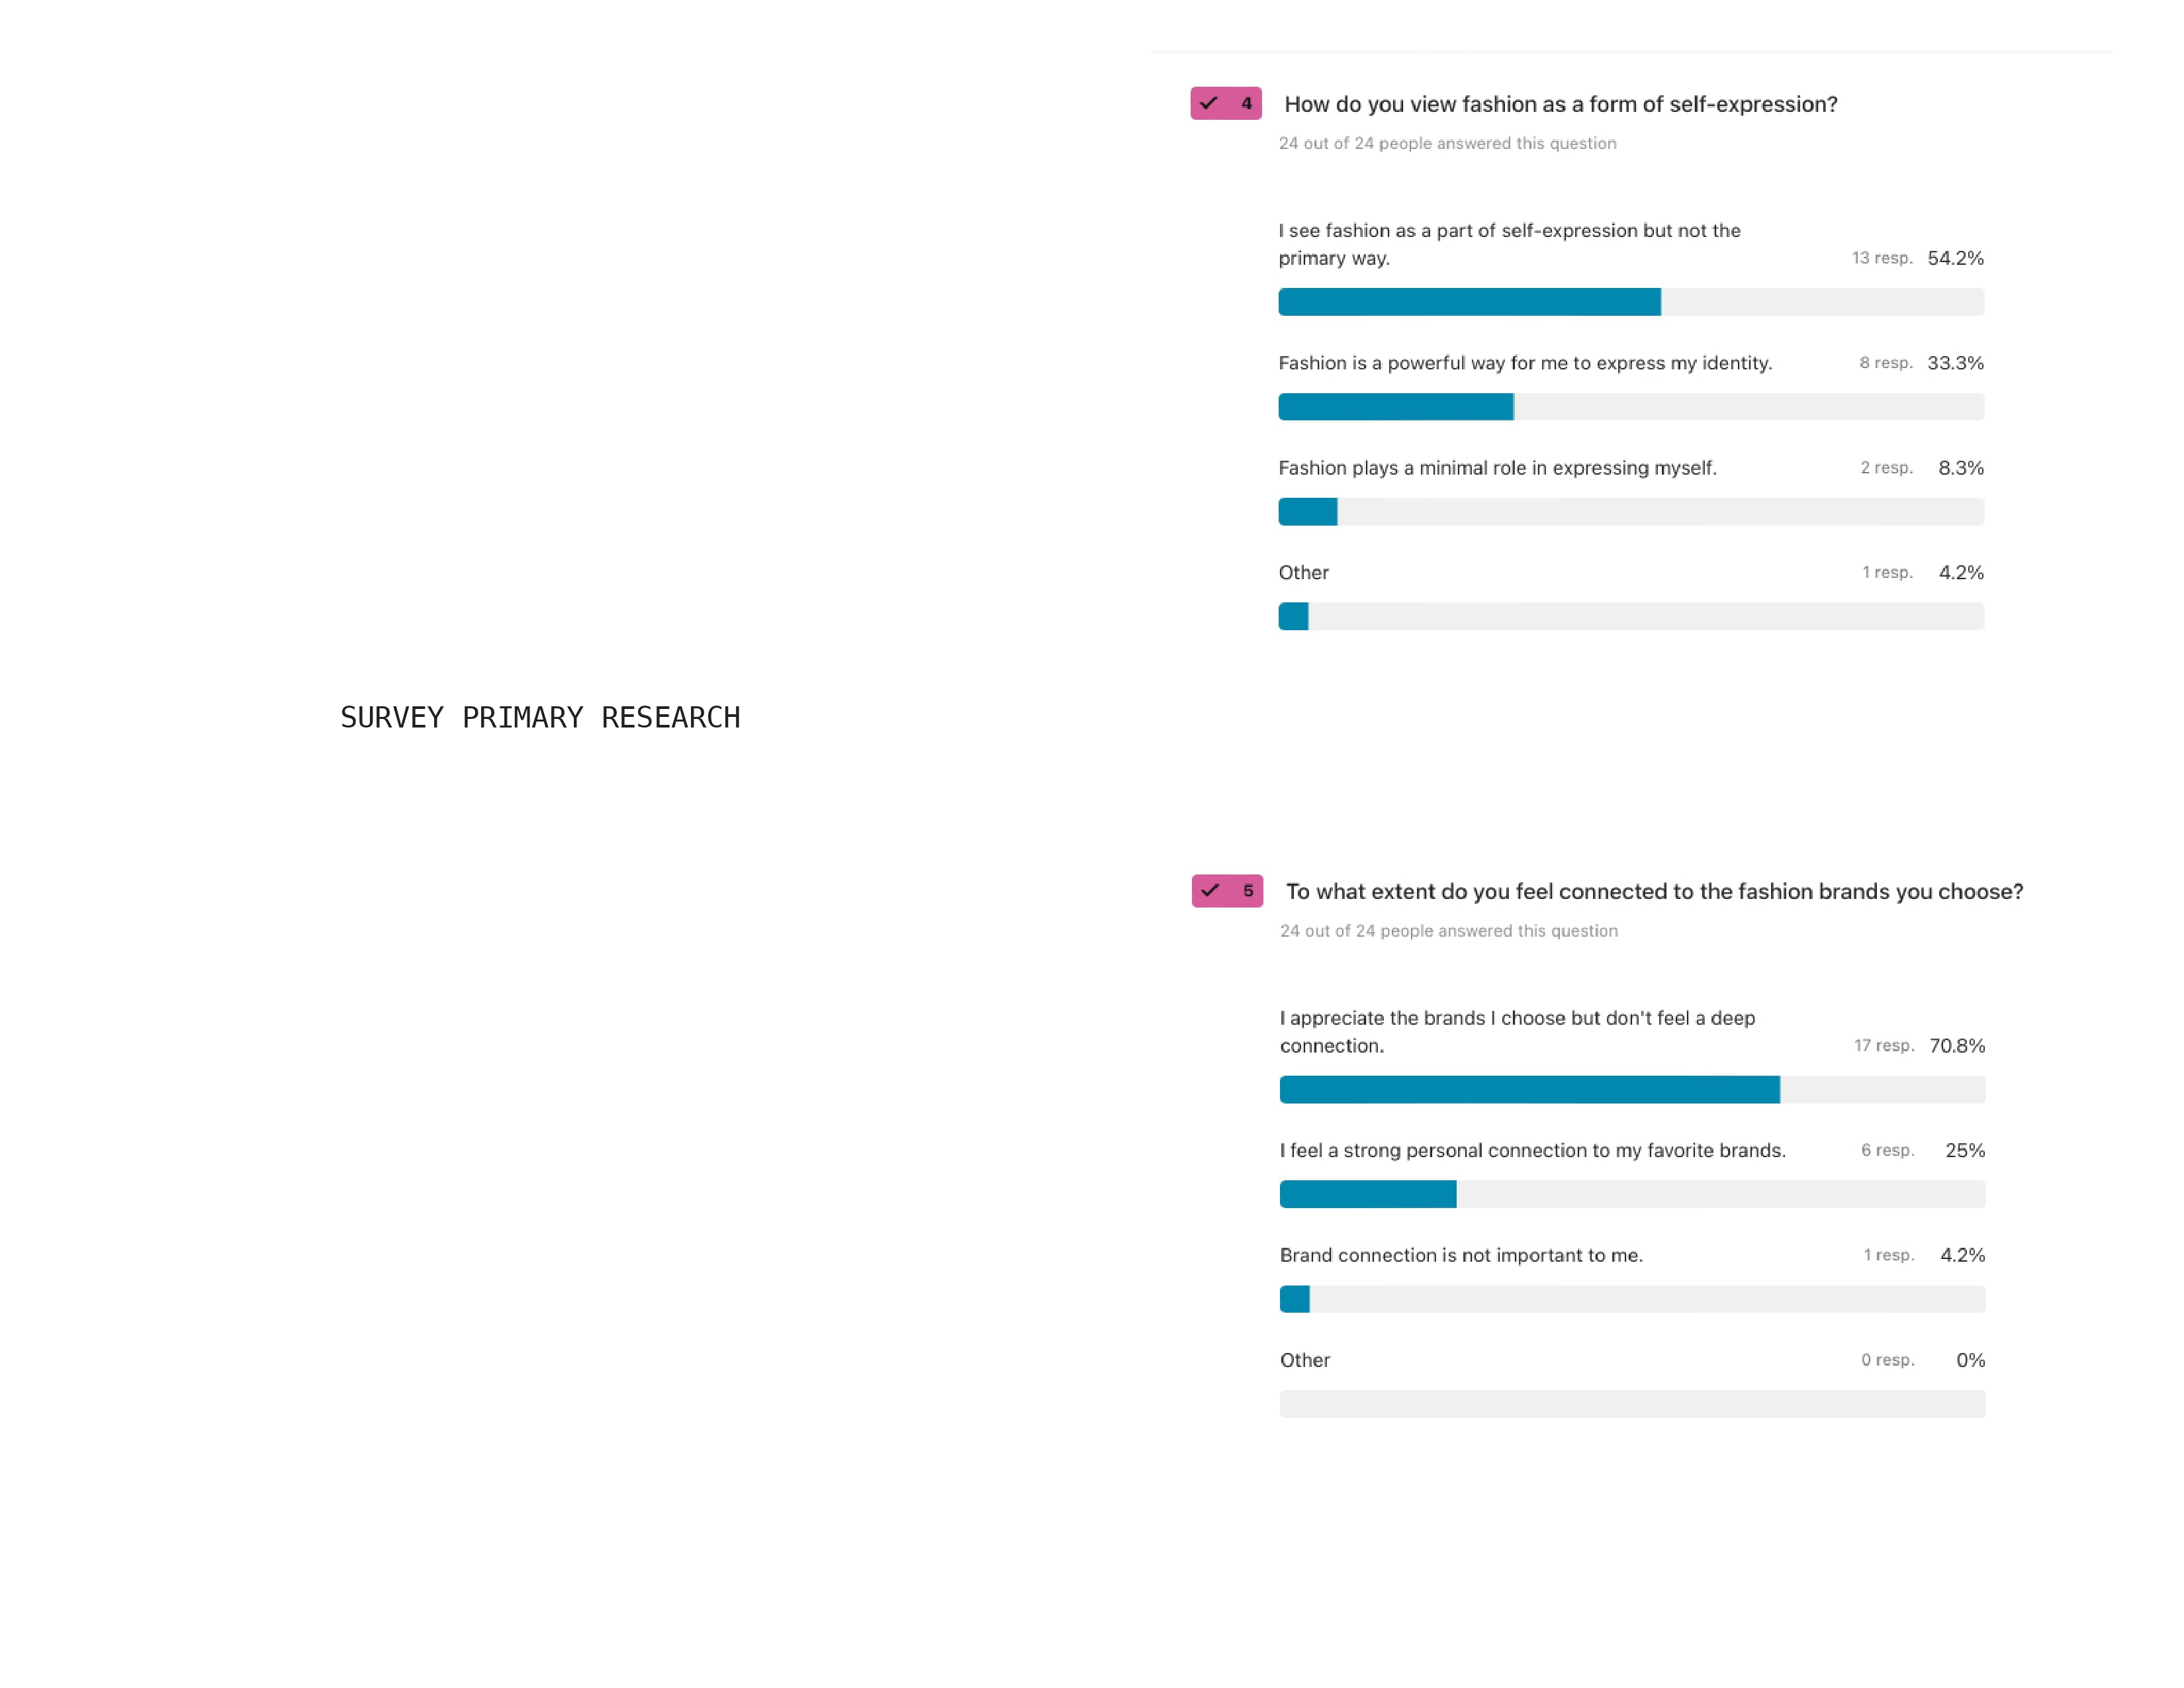 SURVEY PRIMARY RESEARCH
4 How do you view fashion as a form of self-expression?
24 out of 24 people answered this question
I see fashion as a part of self-expression but not the
primary way. 13 resp. 54.2%
Fashion is a powerful way for me to express my identity. 8 resp. 33.3%
Fashion plays a minimal role in expressing myself. 2 resp. 8.3%
Other 1 resp. 4.2%
5 To what extent do you feel connected to the fashion brands you choose?
24 out of 24 people answered this question
I appreciate the brands I choose but don't feel a deep
connection. 17 resp. 70.8%
I feel a strong personal connection to my favorite brands. 6 resp. 25%
Brand connection is not important to me. 1 resp. 4.2%
Other 0 resp. 0%